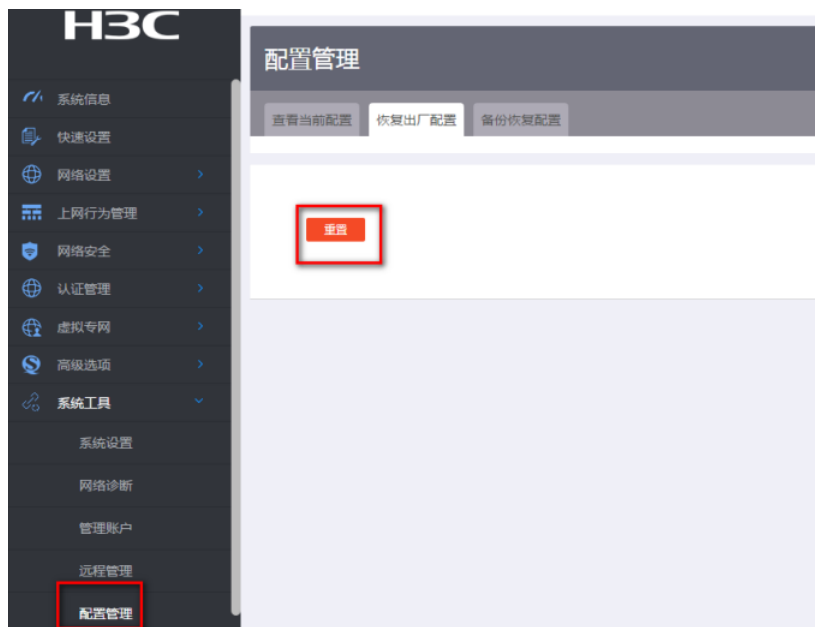 H3C
系统信息
快速设置
网络设置
上网行为管理
网络安全
认证管理
虚拟专网
高级选项
系统工具
系统设置
网络诊断
管理账户
远程管理
配置管理
配置管理
查看当前配置 恢复出厂配置 备份恢复配置
重置